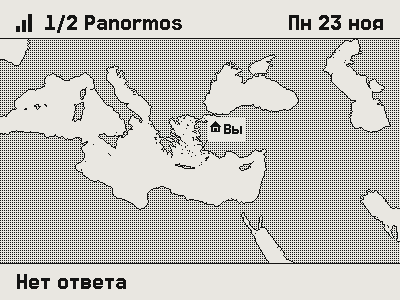 1/2 Panormos Пн 23 ноя
Вы
Нет ответа